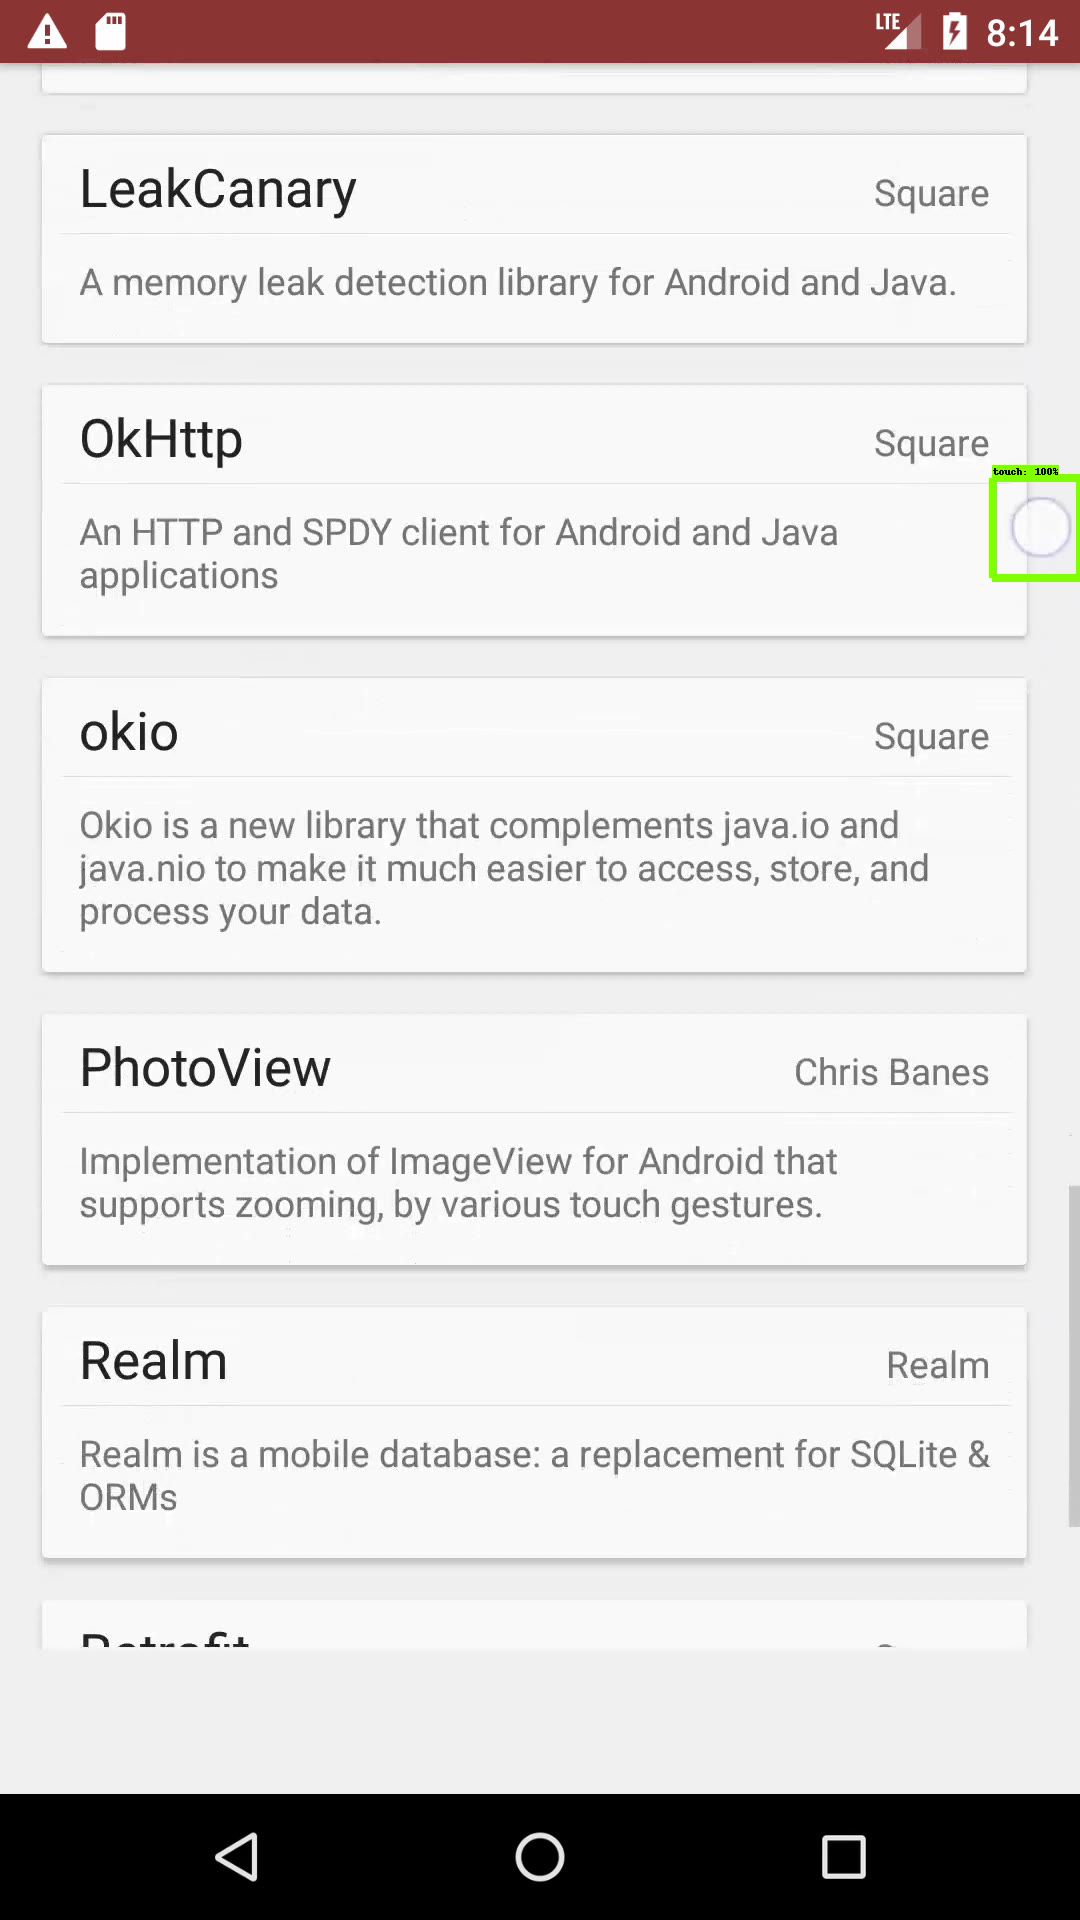 LTE 8:14
LeakCanary Square
A memory leak detection library for Android and Java.
OkHttp Square
touch: 100%
An HTTP and SPDY client for Android and Java
applications
okio Square
Okio is a new library that complements java.io and
java.nio to make it much easier to access, store, and
process your data.
PhotoView Chris Banes
Implementation of ImageView for Android that
supports zooming, by various touch gestures.
Realm Realm
Realm is a mobile database: a replacement for SQLite &
ORMs
Retrofit